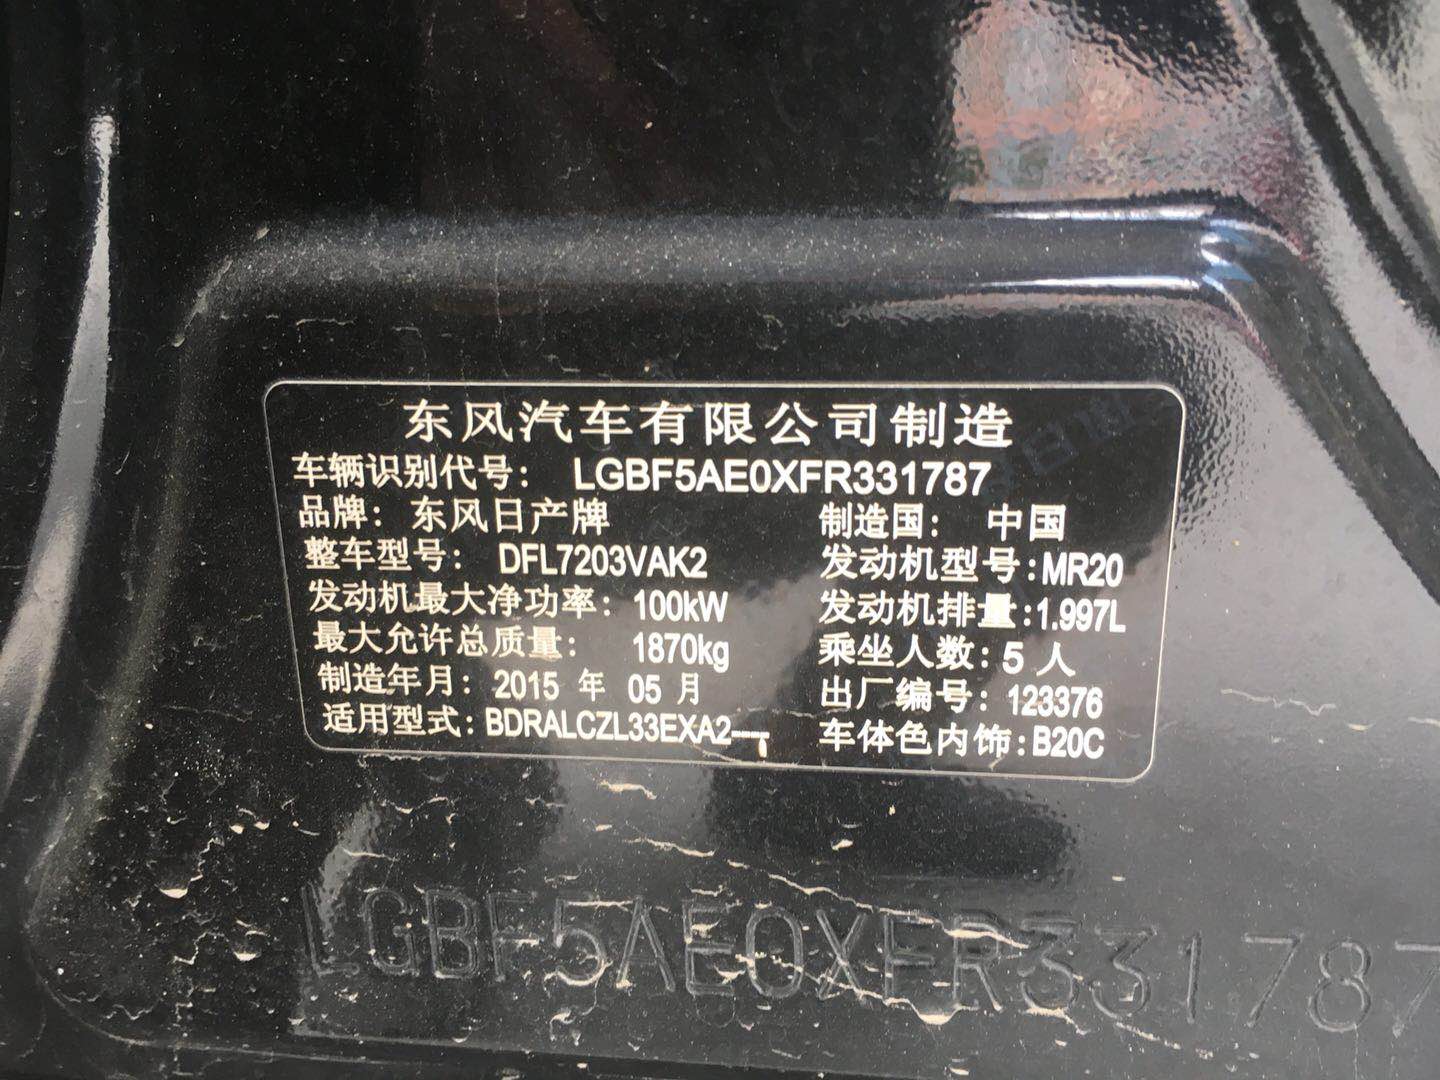 东风汽车有限公司制造
车辆识别代号: LGBF5AE0XFR331787
品牌: 东风日产牌 制造国: 中国
整车型号: DFL7203VAK2 发动机型号:MR20
发动机最大净功率: 100kW 发动机排量:1.997L
最大允许总质量: 1870kg 乘坐人数: 5 人
制造年月: 2015 年 05 月 出厂编号: 123376
适用型式: BDRALCZL33EXA2--- 车体色内饰:B20C
LGBF5AE0XFR331787